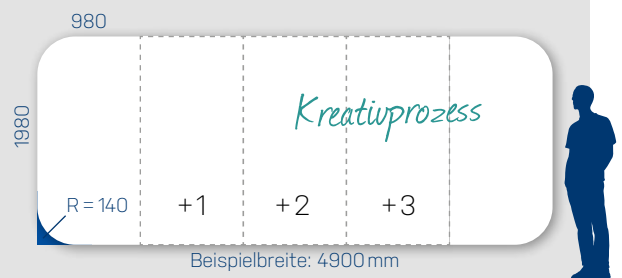 980
Kreativprozess
1980
R = 140
+1
+2
+3
Beispielbreite: 4900 mm